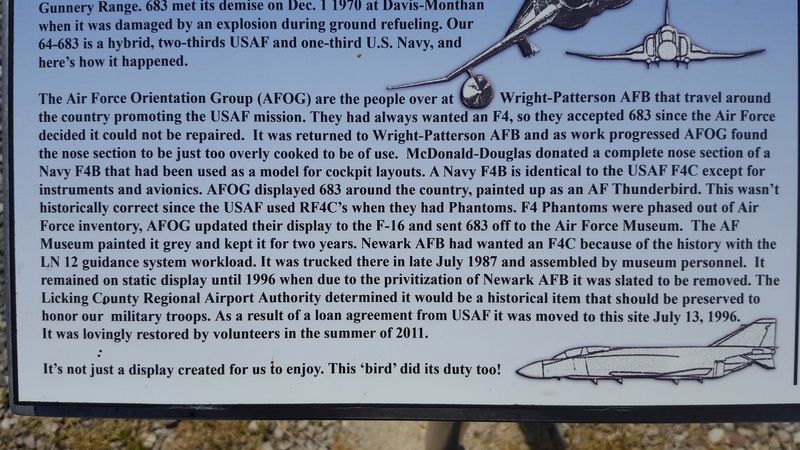 Gunnery Range. 683 met its demise on Dec. 1 1970 at Davis-Monthan
when it was damaged by an explosion during ground refueling. Our
64-683 is a hybrid, two-thirds USAF and one-third U.S. Navy, and
here's how it happened.
The Air Force Orientation Group (AFOG) are the people over at Wright-Patterson AFB that travel around
the country promoting the USAF mission. They had always wanted an F4, so they accepted 683 since the Air Force
decided it could not be repaired. It was returned to Wright-Patterson AFB and as work progressed AFOG found
the nose section to be just too overly cooked to be of use. McDonald-Douglas donated a complete nose section of a
Navy F4B that had been used as a model for cockpit layouts. A Navy F4B is identical to the USAF F4C except for
instruments and avionics. AFOG displayed 683 around the country, painted up as an AF Thunderbird. This wasn't
historically correct since the USAF used RF4C's when they had Phantoms. F4 Phantoms were phased out of Air
Force inventory, AFOG updated their display to the F-16 and sent 683 off to the Air Force Museum. The AF
Museum painted it grey and kept it for two years. Newark AFB had wanted an F4C because of the history with the
LN 12 guidance system workload. It was trucked there in late July 1987 and assembled by museum personnel. It
remained on static display until 1996 when due to the privitization of Newark AFB it was slated to be removed. The
Licking County Regional Airport Authority determined it would be a historical item that should be preserved to
honor our military troops. As a result of a loan agreement from USAF it was moved to this site July 13, 1996.
It was lovingly restored by volunteers in the summer of 2011.
It's not just a display created for us to enjoy. This 'bird' did its duty too!